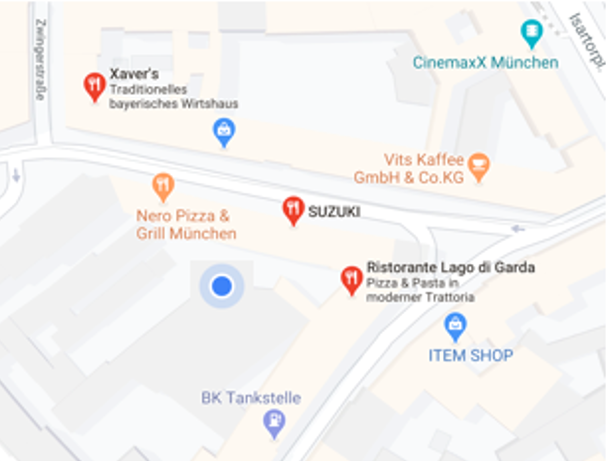 Zwingerstraße
Isartorpl.
CinemaxX München
Xaver's
Traditionelles
bayerisches Wirtshaus
Vits Kaffee
GmbH & Co.KG
Nero Pizza &
Grill München
SUZUKI
Ristorante Lago di Garda
Pizza & Pasta in
moderner Trattoria
ITEM SHOP
BK Tankstelle